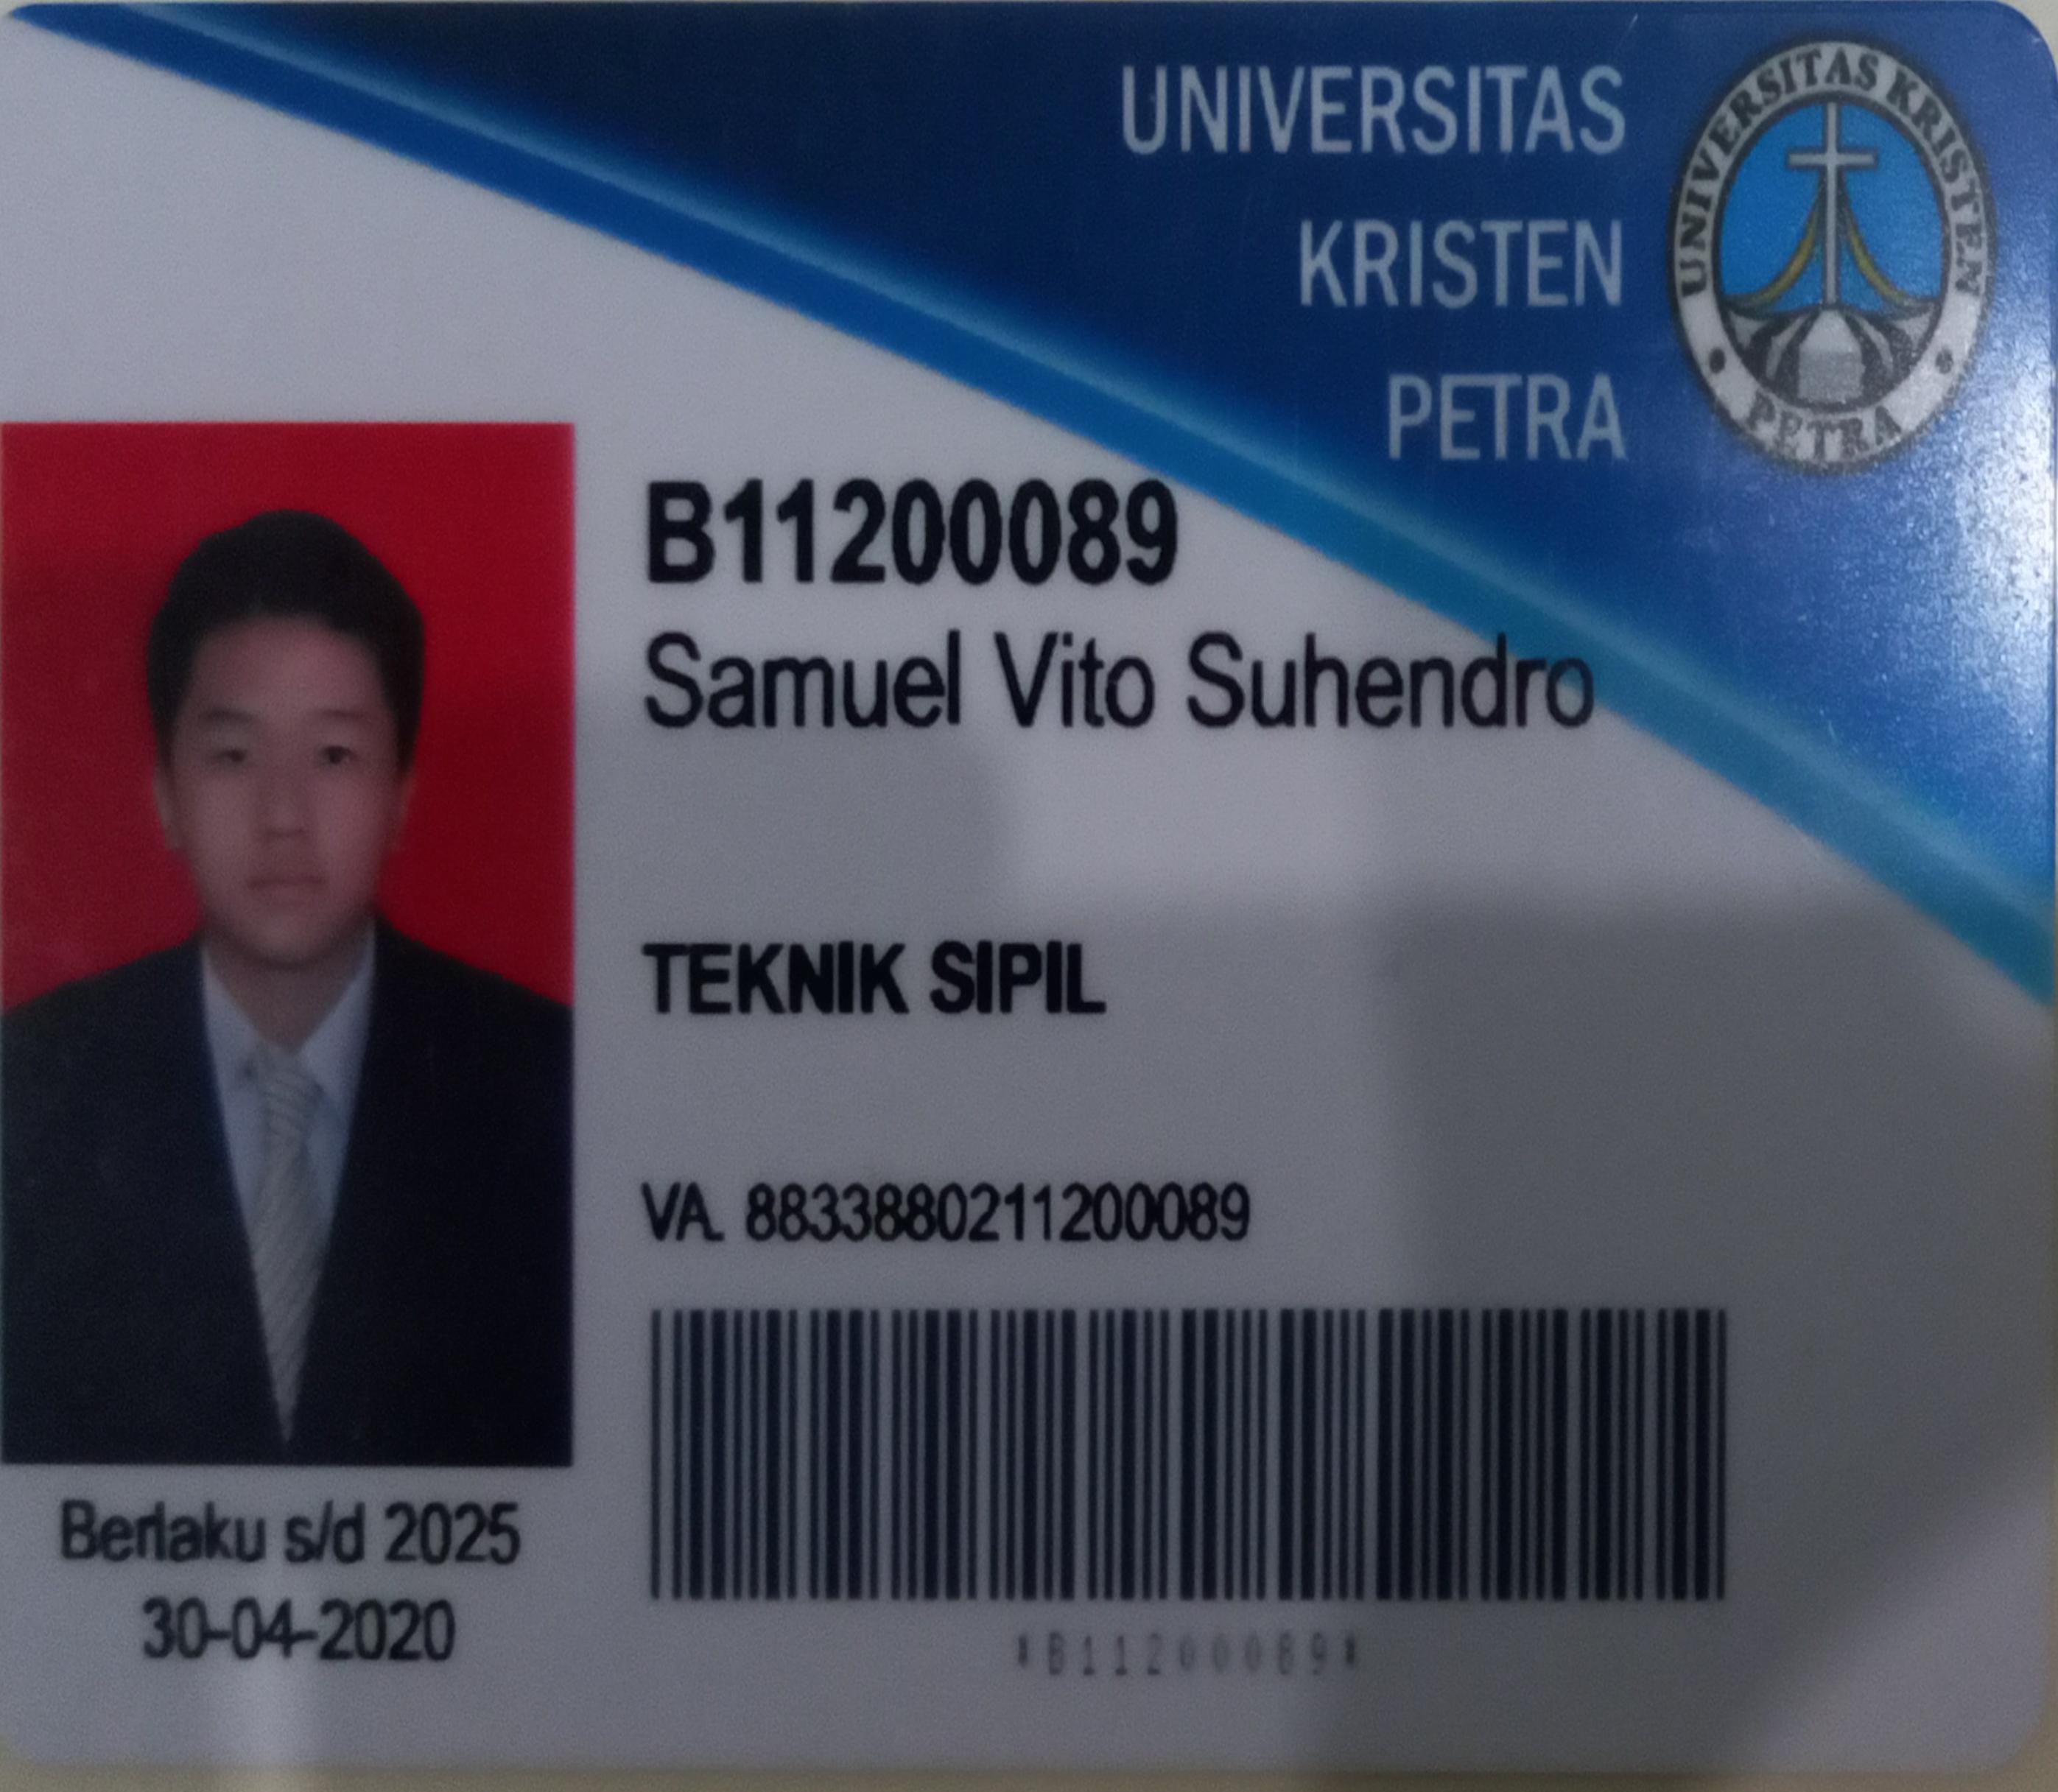 UNIVERSITAS
KRISTEN
PETRA
UNIVERSITAS KRISTEN
PETRA
B11200089
Samuel Vito Suhendro
TEKNIK SIPIL
VA. 8833880211200089
*B11200089*
Berlaku s/d 2025
30-04-2020